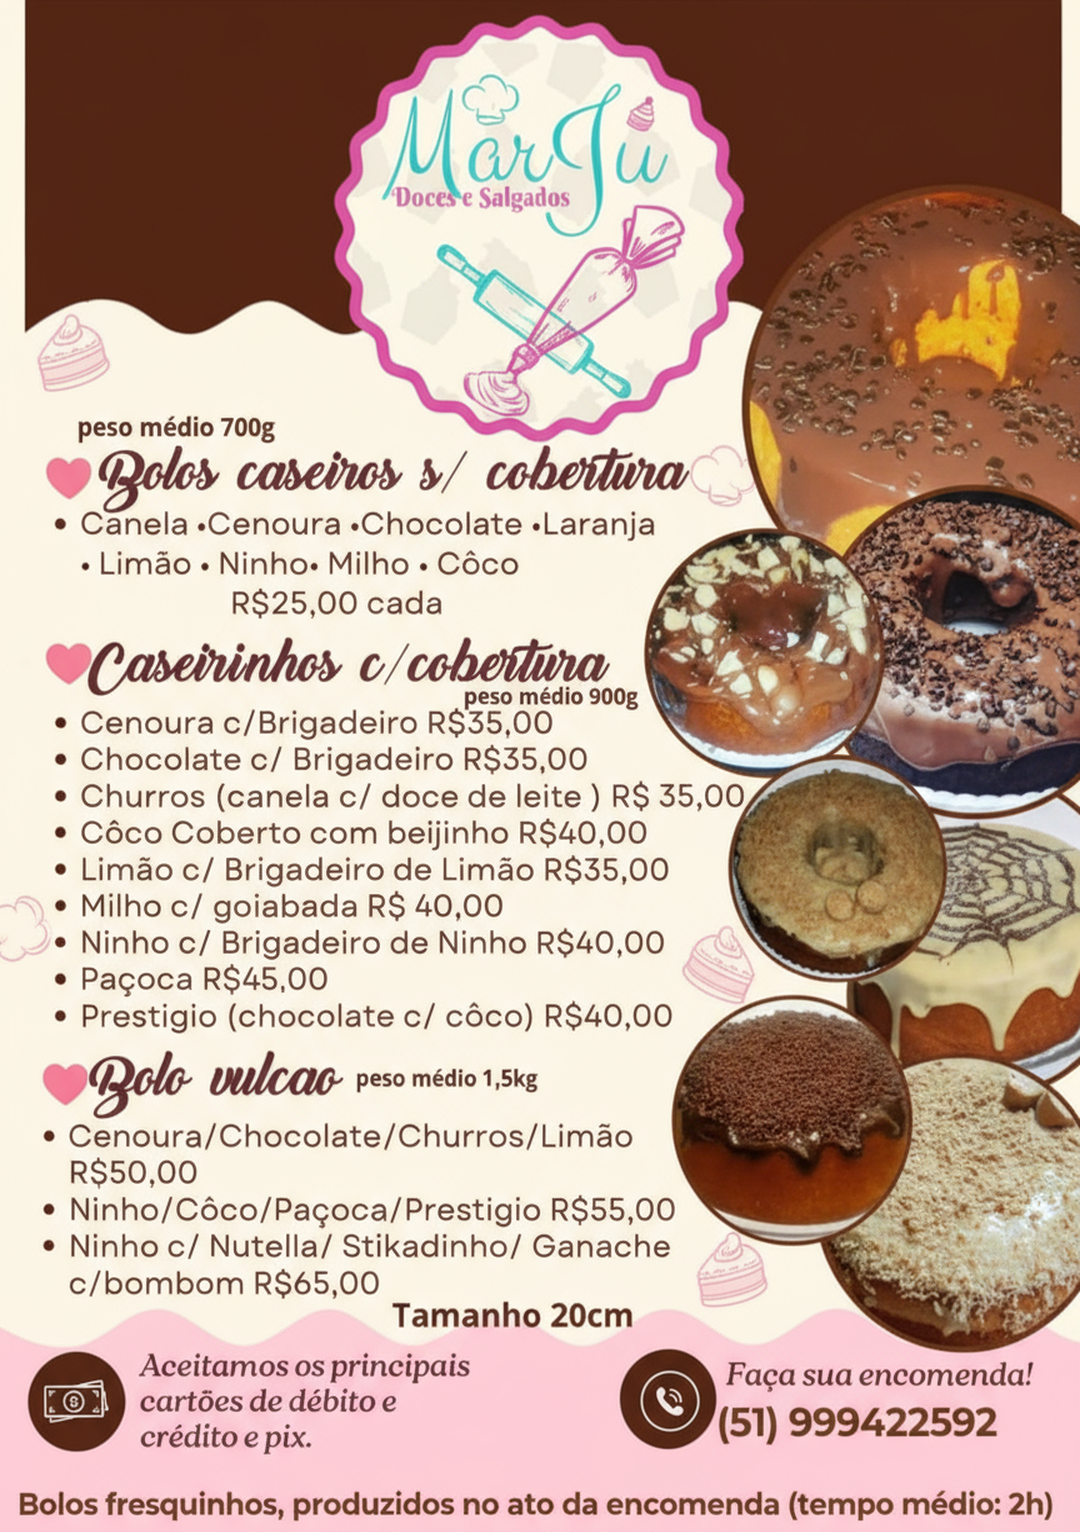 MarJu
Doces e Salgados
peso médio 700g
Bolos caseiros s/ cobertura
• Canela •Cenoura •Chocolate •Laranja
• Limão • Ninho• Milho • Côco
R$25,00 cada
Caseirinhos c/cobertura
peso médio 900g
• Cenoura c/Brigadeiro R$35,00
• Chocolate c/ Brigadeiro R$35,00
• Churros (canela c/ doce de leite ) R$ 35,00
• Côco Coberto com beijinho R$40,00
• Limão c/ Brigadeiro de Limão R$35,00
• Milho c/ goiabada R$ 40,00
• Ninho c/ Brigadeiro de Ninho R$40,00
• Paçoca R$45,00
• Prestigio (chocolate c/ côco) R$40,00
Bolo vulcao peso médio 1,5kg
• Cenoura/Chocolate/Churros/Limão
R$50,00
• Ninho/Côco/Paçoca/Prestigio R$55,00
• Ninho c/ Nutella/ Stikadinho/ Ganache
c/bombom R$65,00
Tamanho 20cm
Aceitamos os principais
cartões de débito e
crédito e pix.
Faça sua encomenda!
(51) 999422592
Bolos fresquinhos, produzidos no ato da encomenda (tempo médio: 2h)